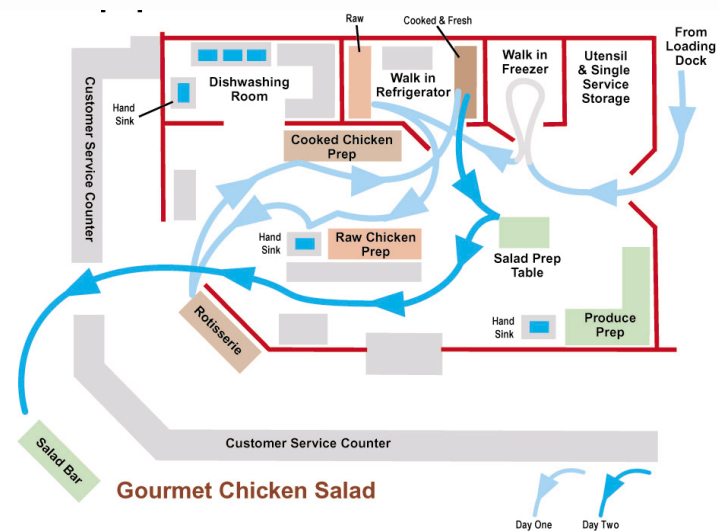 Raw
Cooked & Fresh
From
Loading
Dock
Walk in
Freezer
Utensil
& Single
Service
Storage
Dishwashing
Room
Walk in
Refrigerator
Hand
Sink
Customer Service Counter
Cooked Chicken
Prep
Hand
Sink
Raw Chicken
Prep
Salad Prep
Table
Rotisserie
Hand
Sink
Produce
Prep
Customer Service Counter
Salad Bar
Gourmet Chicken Salad
Day One
Day Two